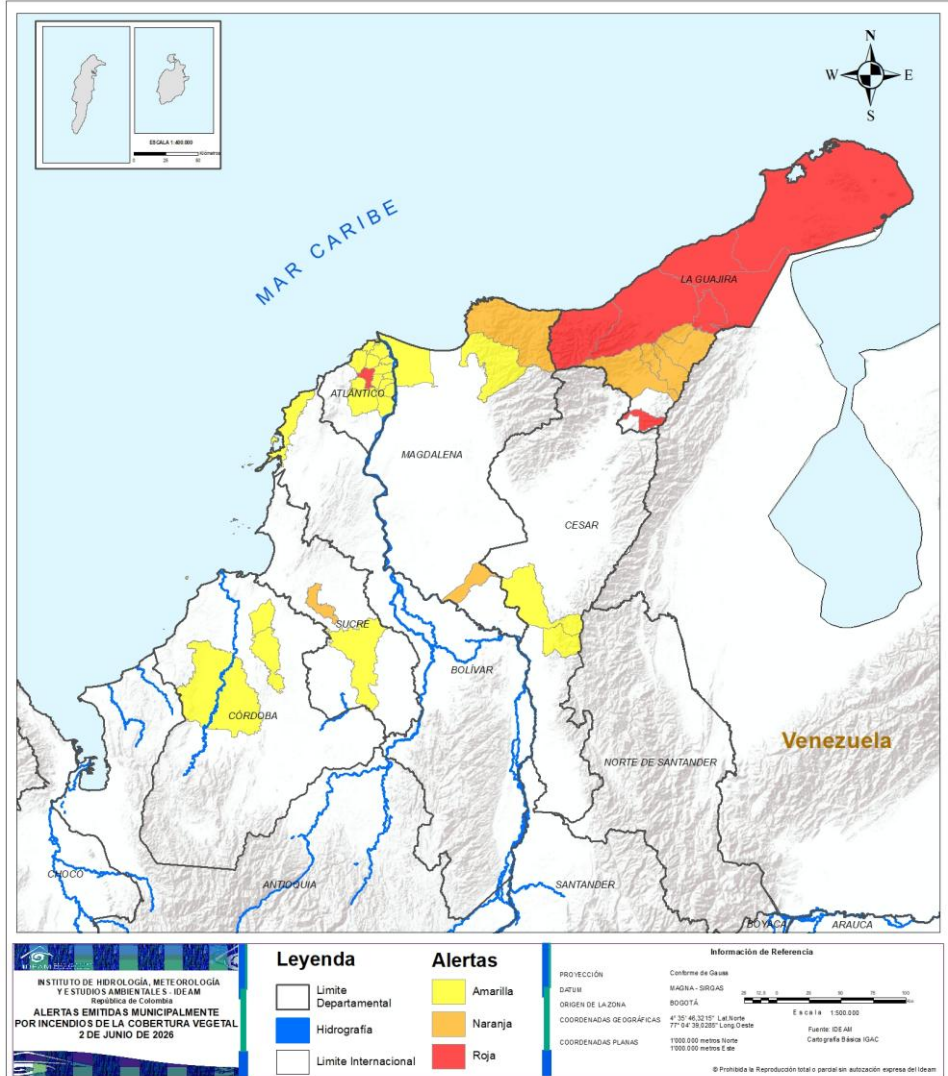 ESCALA 1:400.000
N
W
E
S
MAR CARIBE
LA GUAJIRA
ATLÁNTICO
MAGDALENA
CESAR
SUCRE
BOLÍVAR
CÓRDOBA
Venezuela
NORTE DE SANTANDER
CHOCÓ
ANTIOQUIA
SANTANDER
BOYACÁ
ARAUCA
IDEAM
INSTITUTO DE HIDROLOGÍA, METEOROLOGÍA
Y ESTUDIOS AMBIENTALES - IDEAM
República de Colombia
ALERTAS EMITIDAS MUNICIPALMENTE
POR INCENDIOS DE LA COBERTURA VEGETAL
2 DE JUNIO DE 2026
Leyenda
Limite
Departamental
Hidrografía
Limite Internacional
Alertas
Amarilla
Naranja
Roja
Información de Referencia
PROYECCIÓN Conforme de Gauss
DATUM MAGNA - SIRGAS
ORIGEN DE LA ZONA BOGOTÁ
COORDENADAS GEOGRÁFICAS 4° 35' 46,3215" Lat.Norte
77° 04' 39,0285" Long.Oeste
COORDENADAS PLANAS 1'000.000 metros Norte
1'000.000 metros Este
Escala 1:500.000
Fuente: IDEAM
Cartografía Básica IGAC
® Prohibida la Reproducción total o parcial sin autozación expresa del Ideam